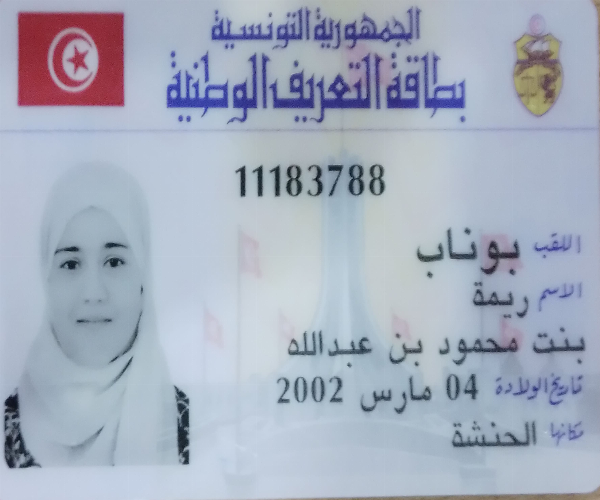 الجمهورية التونسية
بطاقة التعريف الوطنية
11183788
اللقب بوناب
الاسم ريمة
بنت محمود بن عبدالله
تاريخ الولادة 04 مارس 2002
مكانها الحنشة